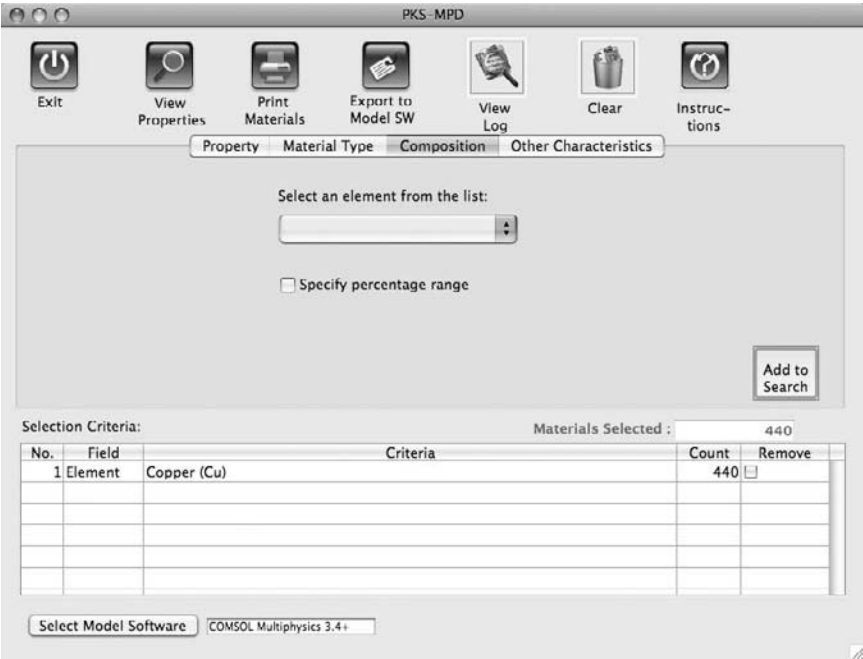 PKS-MPD
Exit
View
Properties
Print
Materials
Export to
Model SW
View
Log
Clear
Instruc-
tions
Property Material Type Composition Other Characteristics
Select an element from the list:
Specify percentage range
Add to
Search
Selection Criteria:
Materials Selected : 440
No. Field Criteria Count Remove
1 Element Copper (Cu) 440
Select Model Software COMSOL Multiphysics 3.4+